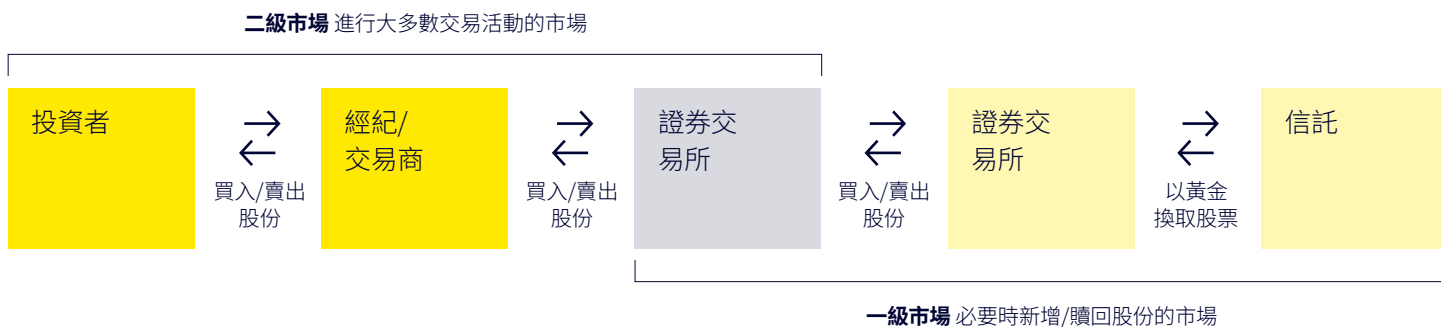 二級市場 進行大多數交易活動的市場
投資者
買入/賣出
股份
經紀/
交易商
買入/賣出
股份
證券交
易所
買入/賣出
股份
證券交
易所
以黃金
換取股票
信託
一級市場 必要時新增/贖回股份的市場